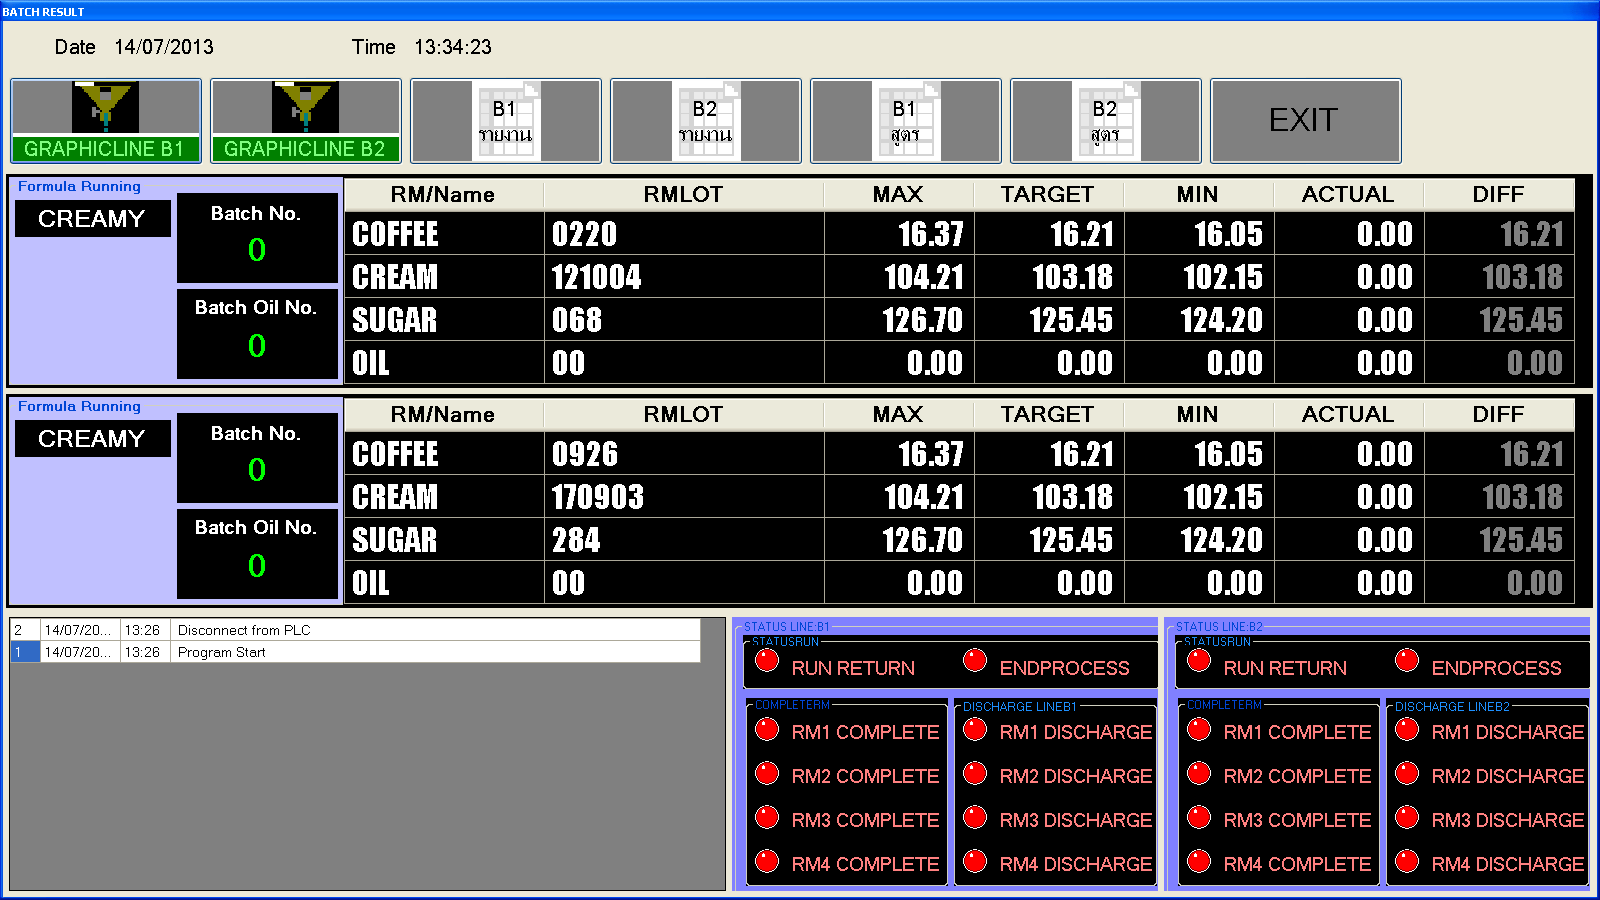 BATCH RESULT
Date 14/07/2013 Time 13:34:23
GRAPHICLINE B1
GRAPHICLINE B2
B1
รายงาน
B2
รายงาน
B1
สูตร
B2
สูตร
EXIT
Formula Running
CREAMY
Batch No.
0
Batch Oil No.
0
RM/Name RMLOT MAX TARGET MIN ACTUAL DIFF
COFFEE 0220 16.37 16.21 16.05 0.00 16.21
CREAM 121004 104.21 103.18 102.15 0.00 103.18
SUGAR 068 126.70 125.45 124.20 0.00 125.45
OIL 00 0.00 0.00 0.00 0.00 0.00
Formula Running
CREAMY
Batch No.
0
Batch Oil No.
0
RM/Name RMLOT MAX TARGET MIN ACTUAL DIFF
COFFEE 0926 16.37 16.21 16.05 0.00 16.21
CREAM 170903 104.21 103.18 102.15 0.00 103.18
SUGAR 284 126.70 125.45 124.20 0.00 125.45
OIL 00 0.00 0.00 0.00 0.00 0.00
2 14/07/20... 13:26 Disconnect from PLC
1 14/07/20... 13:26 Program Start
STATUS LINE:B1
STATUSRUN
RUN RETURN ENDPROCESS
COMPLETERM
RM1 COMPLETE
RM2 COMPLETE
RM3 COMPLETE
RM4 COMPLETE
DISCHARGE LINEB1
RM1 DISCHARGE
RM2 DISCHARGE
RM3 DISCHARGE
RM4 DISCHARGE
STATUS LINE:B2
STATUSRUN
RUN RETURN ENDPROCESS
COMPLETERM
RM1 COMPLETE
RM2 COMPLETE
RM3 COMPLETE
RM4 COMPLETE
DISCHARGE LINEB2
RM1 DISCHARGE
RM2 DISCHARGE
RM3 DISCHARGE
RM4 DISCHARGE